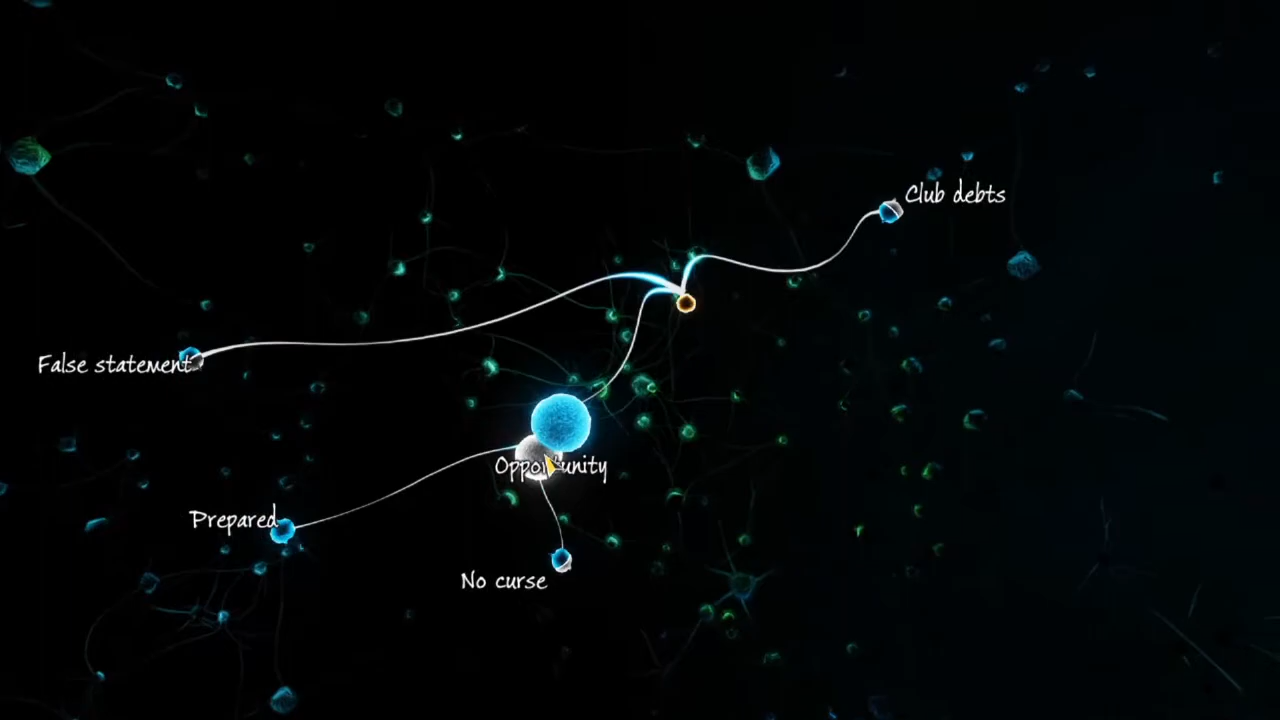 Club debts
False statement
Opportunity
Prepared
No curse